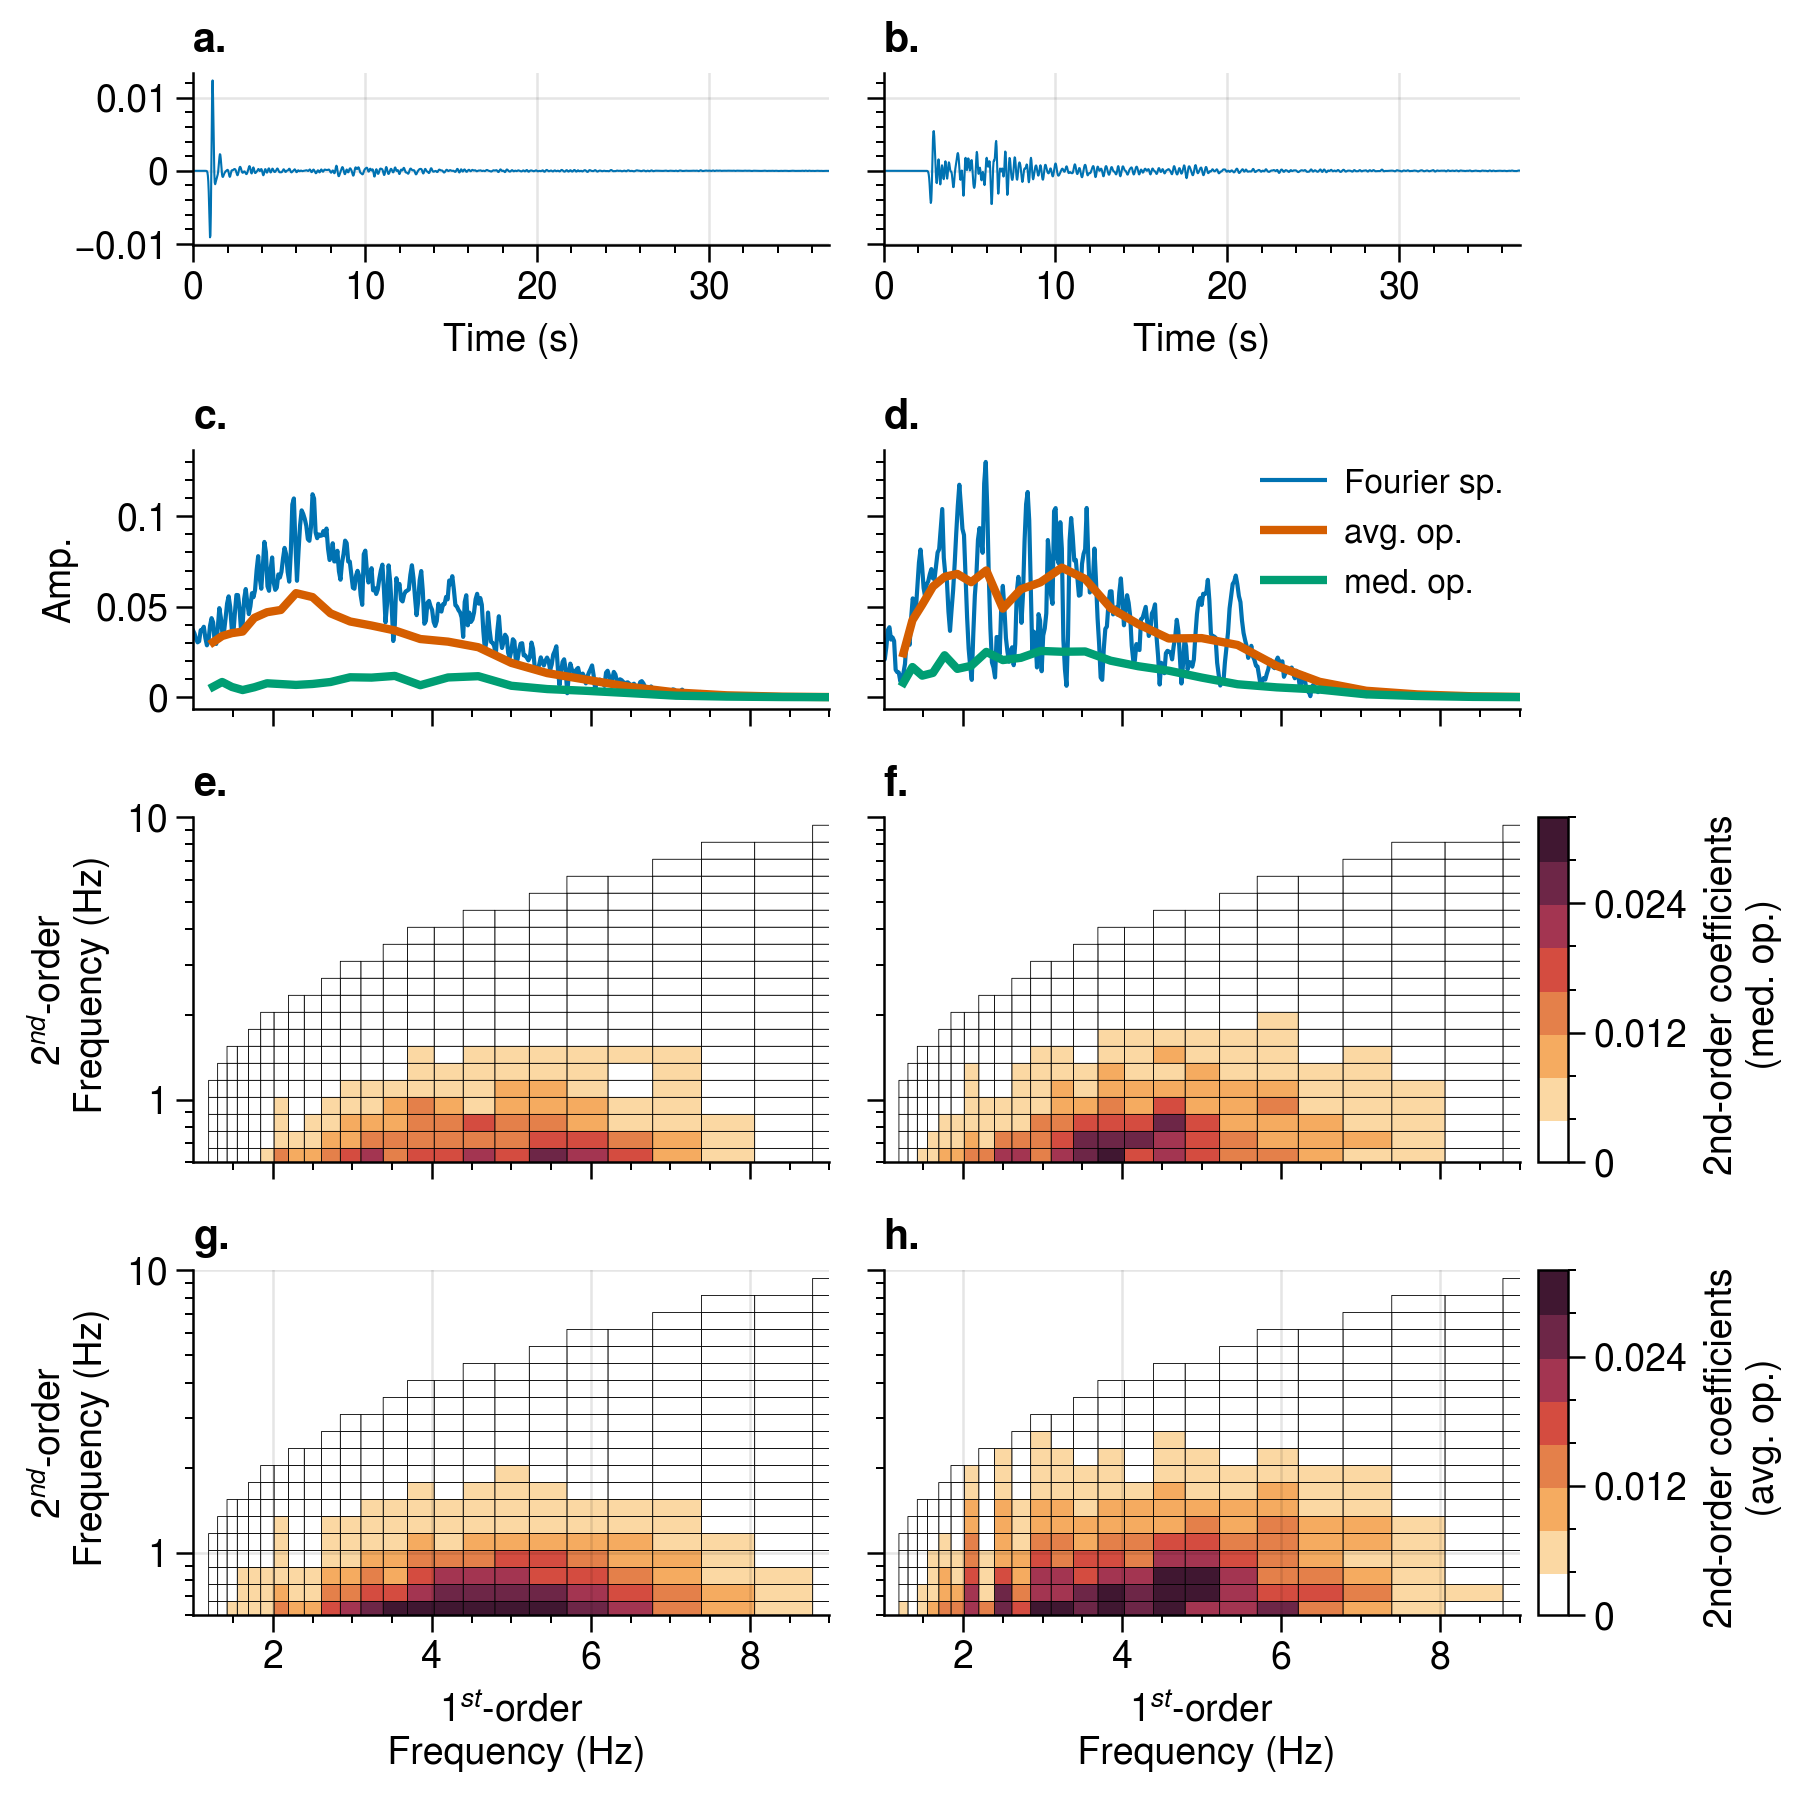 a.
b.
0.01
0
−0.01
0 10 20 30
0 10 20 30
Time (s)
Time (s)
c.
d.
Amp.
0.1
0.05
0
Fourier sp.
avg. op.
med. op.
e.
f.
2nd-order
Frequency (Hz)
10
1
0.024
0.012
0
2nd-order coefficients
(med. op.)
g.
h.
2nd-order
Frequency (Hz)
10
1
0.024
0.012
0
2nd-order coefficients
(avg. op.)
2 4 6 8
2 4 6 8
1st-order
Frequency (Hz)
1st-order
Frequency (Hz)